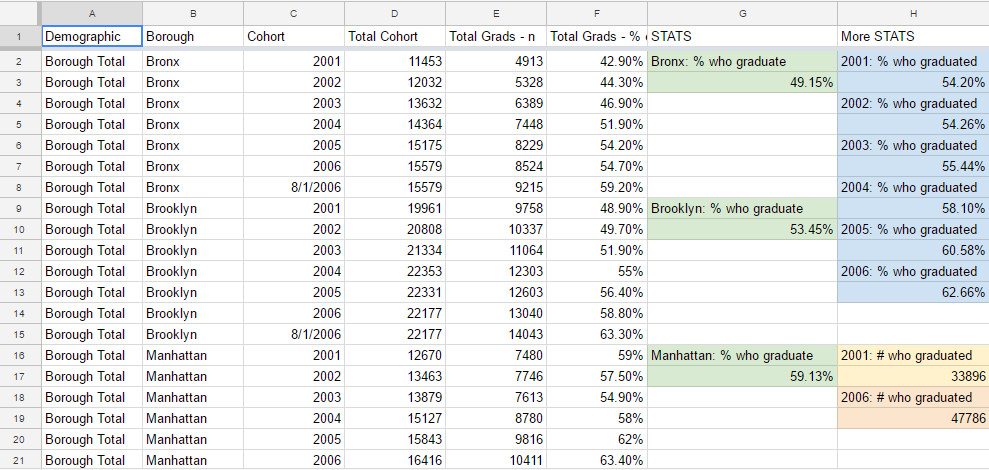 A B C D E F G H
1 Demographic Borough Cohort Total Cohort Total Grads - n Total Grads - % STATS More STATS
2 Borough Total Bronx 2001 11453 4913 42.90% Bronx: % who graduate 2001: % who graduated
3 Borough Total Bronx 2002 12032 5328 44.30% 49.15% 54.20%
4 Borough Total Bronx 2003 13632 6389 46.90% 2002: % who graduated
5 Borough Total Bronx 2004 14364 7448 51.90% 54.26%
6 Borough Total Bronx 2005 15175 8229 54.20% 2003: % who graduated
7 Borough Total Bronx 2006 15579 8524 54.70% 55.44%
8 Borough Total Bronx 8/1/2006 15579 9215 59.20% 2004: % who graduated
9 Borough Total Brooklyn 2001 19961 9758 48.90% Brooklyn: % who graduate 58.10%
10 Borough Total Brooklyn 2002 20808 10337 49.70% 53.45% 2005: % who graduated
11 Borough Total Brooklyn 2003 21334 11064 51.90% 60.58%
12 Borough Total Brooklyn 2004 22353 12303 55% 2006: % who graduated
13 Borough Total Brooklyn 2005 22331 12603 56.40% 62.66%
14 Borough Total Brooklyn 2006 22177 13040 58.80%
15 Borough Total Brooklyn 8/1/2006 22177 14043 63.30%
16 Borough Total Manhattan 2001 12670 7480 59% Manhattan: % who graduate 2001: # who graduated
17 Borough Total Manhattan 2002 13463 7746 57.50% 59.13% 33896
18 Borough Total Manhattan 2003 13879 7613 54.90% 2006: # who graduated
19 Borough Total Manhattan 2004 15127 8780 58% 47786
20 Borough Total Manhattan 2005 15843 9816 62%
21 Borough Total Manhattan 2006 16416 10411 63.40%